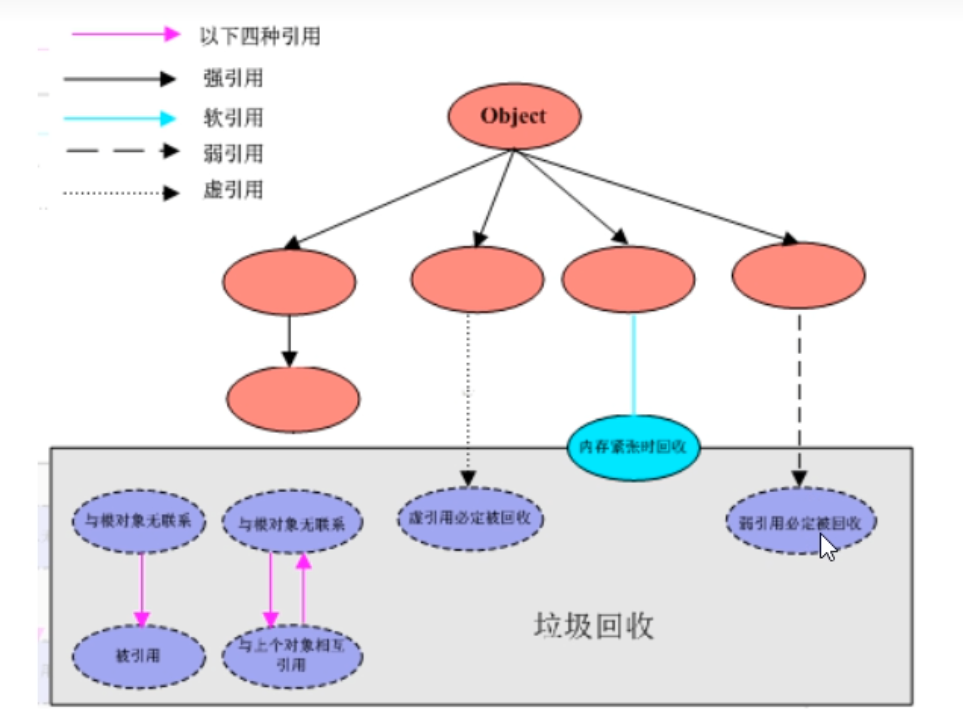 以下四种引用
强引用
软引用
弱引用
虚引用
Object
内存紧张时回收
与根对象无联系
与根对象无联系
虚引用必定被回收
弱引用必定被回收
垃圾回收
被引用
与上个对象相互
引用